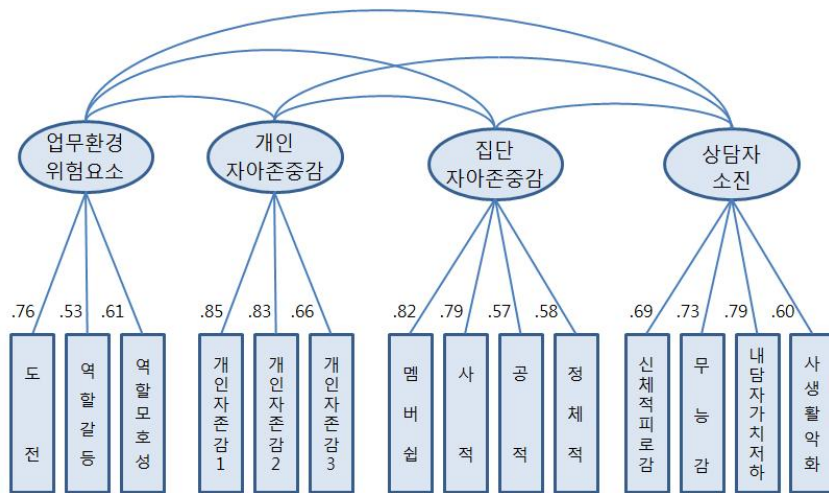 업무환경
위험요소
개인
자아존중감
집단
자아존중감
상담자
소진
.76
.53
.61
.85
.83
.66
.82
.79
.57
.58
.69
.73
.79
.60
도전
역할갈등
역할모호성
개인자존감1
개인자존감2
개인자존감3
멤버쉽
사적
공적
정체적
신체적피로감
무능감
내담자가치저하
사생활악화